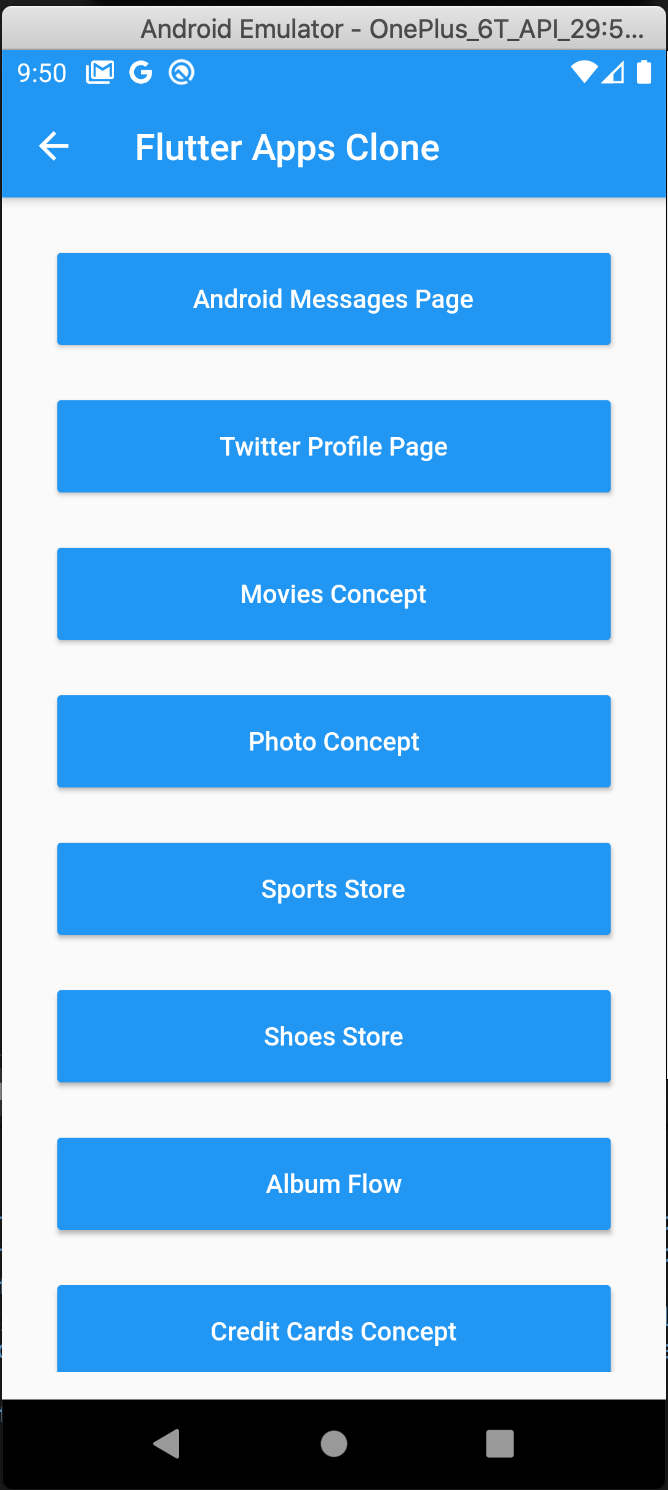 Android Emulator - OnePlus_6T_API_29:5...
9:50
Flutter Apps Clone
Android Messages Page
Twitter Profile Page
Movies Concept
Photo Concept
Sports Store
Shoes Store
Album Flow
Credit Cards Concept